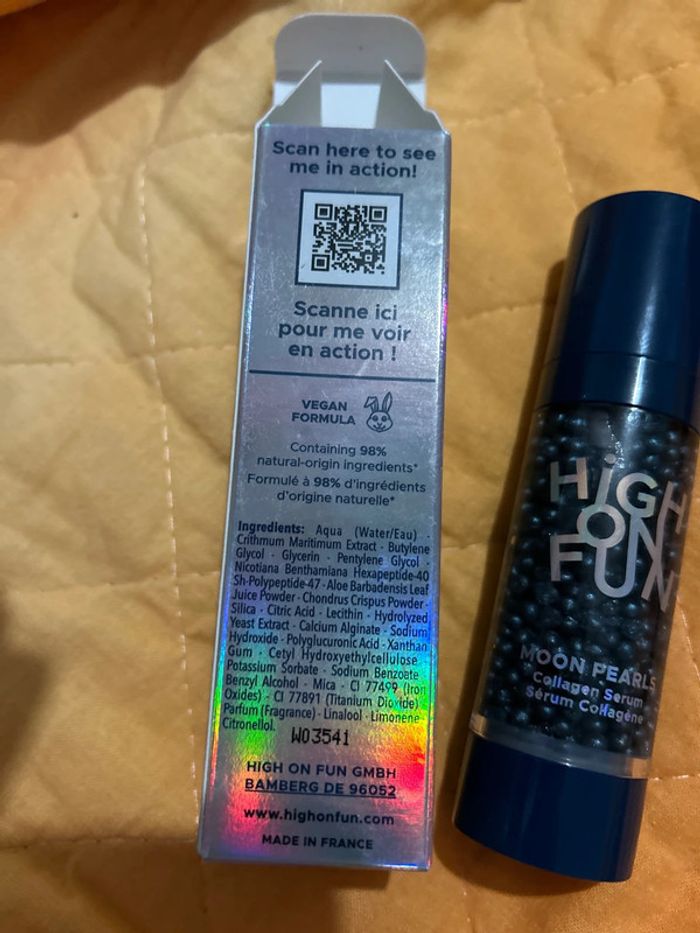 Scan here to see
me in action!
Scanne ici
pour me voir
en action !
VEGAN
FORMULA
Containing 98%
natural-origin ingredients*
Formulé à 98% d'ingrédients
d'origine naturelle*
Ingredients: Aqua (Water/Eau) ·
Crithmum Maritimum Extract · Butylene
Glycol · Glycerin · Pentylene Glycol ·
Nicotiana Benthamiana Hexapeptide-40
Sh-Polypeptide-47 · Aloe Barbadensis Leaf
Juice Powder · Chondrus Crispus Powder ·
Silica · Citric Acid · Lecithin · Hydrolyzed
Yeast Extract · Calcium Alginate · Sodium
Hydroxide · Polyglucuronic Acid · Xanthan
Gum · Cetyl Hydroxyethylcellulose ·
Potassium Sorbate · Sodium Benzoate ·
Benzyl Alcohol · Mica · CI 77499 (Iron
Oxides) · CI 77891 (Titanium Dioxide) ·
Parfum (Fragrance) · Linalool · Limonene ·
Citronellol.
W03541
HIGH ON FUN GMBH
BAMBERG DE 96052
www.highonfun.com
MADE IN FRANCE
HiGH
ON
FUN
MOON PEARLS
Collagen Serum
Sérum Collagène